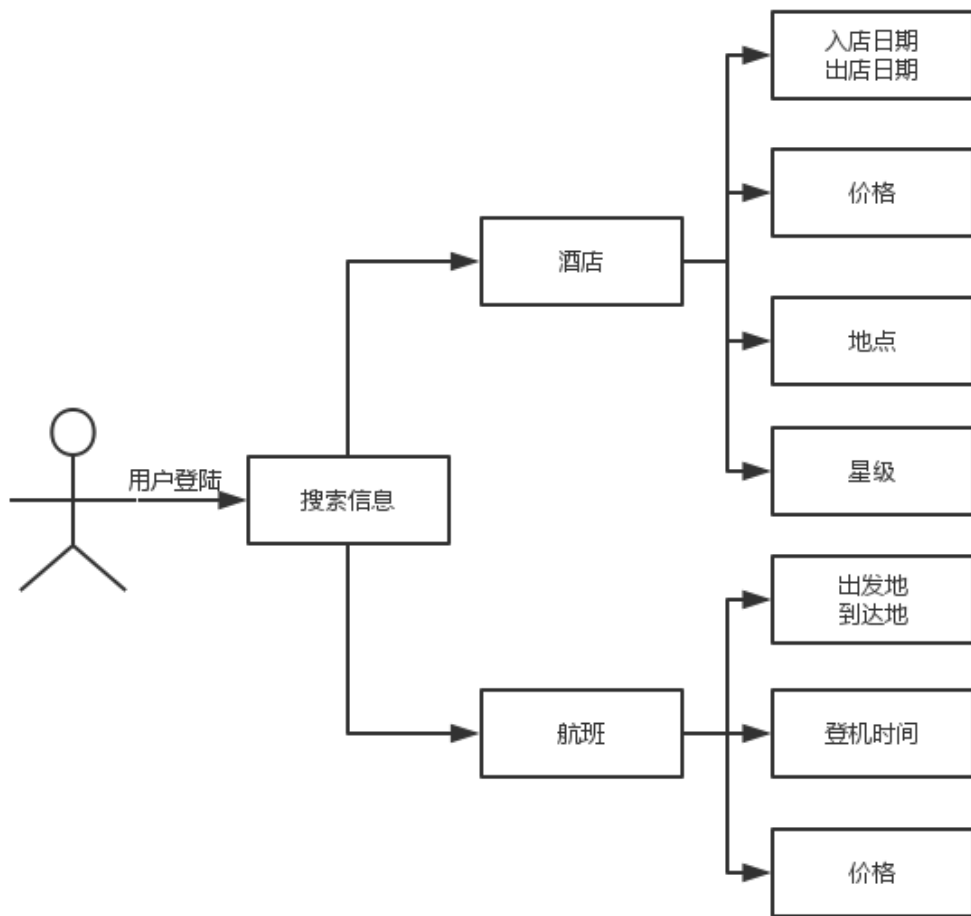 入店日期
出店日期
价格
酒店
地点
星级
用户登陆
搜索信息
出发地
到达地
航班
登机时间
价格